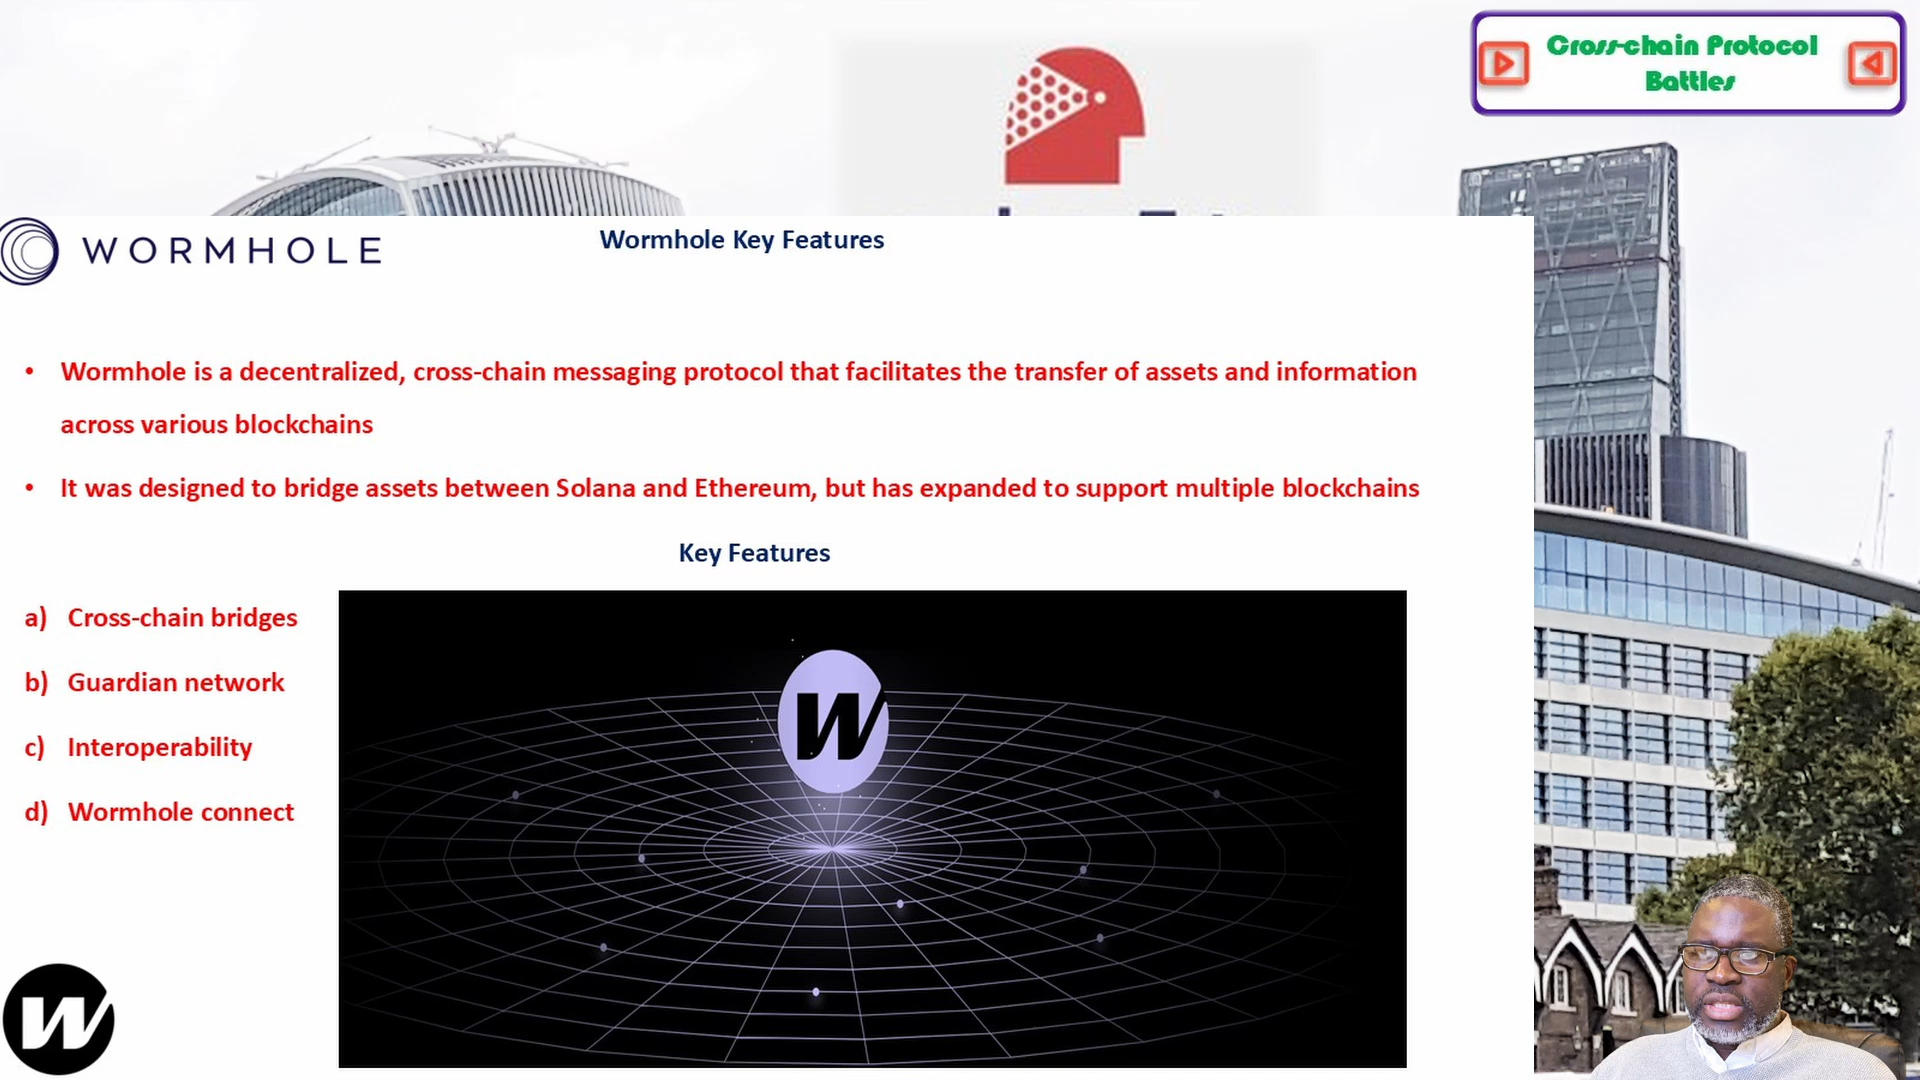 Cross-chain Protocol
Battles
WORMHOLE
Wormhole Key Features
• Wormhole is a decentralized, cross-chain messaging protocol that facilitates the transfer of assets and information
across various blockchains
• It was designed to bridge assets between Solana and Ethereum, but has expanded to support multiple blockchains
Key Features
a) Cross-chain bridges
b) Guardian network
c) Interoperability
d) Wormhole connect
W
W